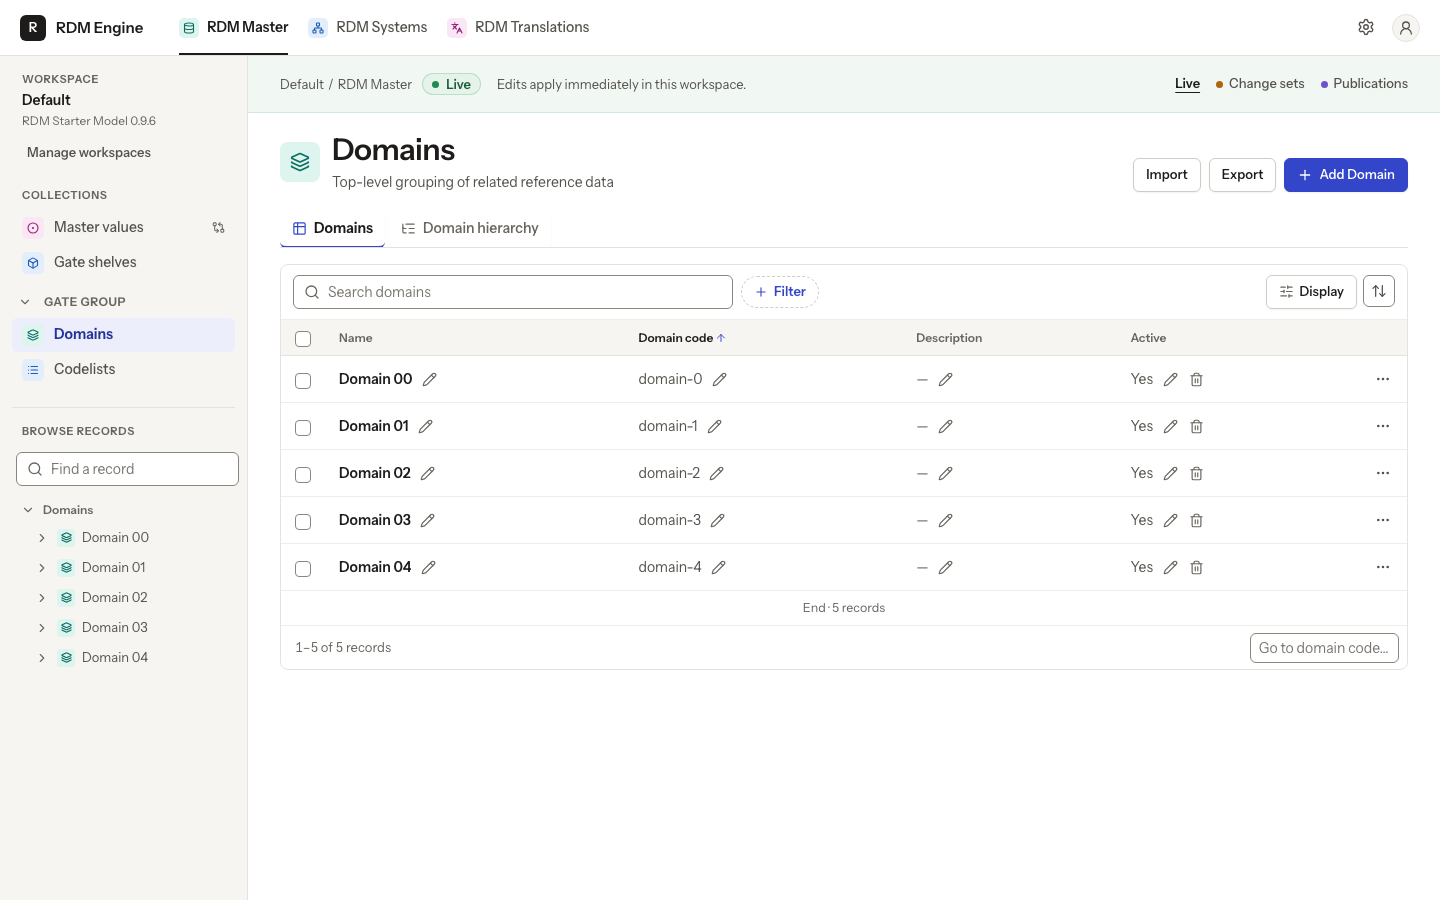 R RDM Engine RDM Master RDM Systems RDM Translations
WORKSPACE
Default
RDM Starter Model 0.9.6
Manage workspaces
COLLECTIONS
Master values
Gate shelves
GATE GROUP
Domains
Codelists
BROWSE RECORDS
Find a record
Domains
Domain 00
Domain 01
Domain 02
Domain 03
Domain 04
Default / RDM Master Live Edits apply immediately in this workspace. Live Change sets Publications
Domains
Top-level grouping of related reference data
Import Export + Add Domain
Domains Domain hierarchy
Search domains + Filter Display
Name Domain code ↑ Description Active
Domain 00 domain-0 — Yes ...
Domain 01 domain-1 — Yes ...
Domain 02 domain-2 — Yes ...
Domain 03 domain-3 — Yes ...
Domain 04 domain-4 — Yes ...
End · 5 records
1–5 of 5 records Go to domain code...